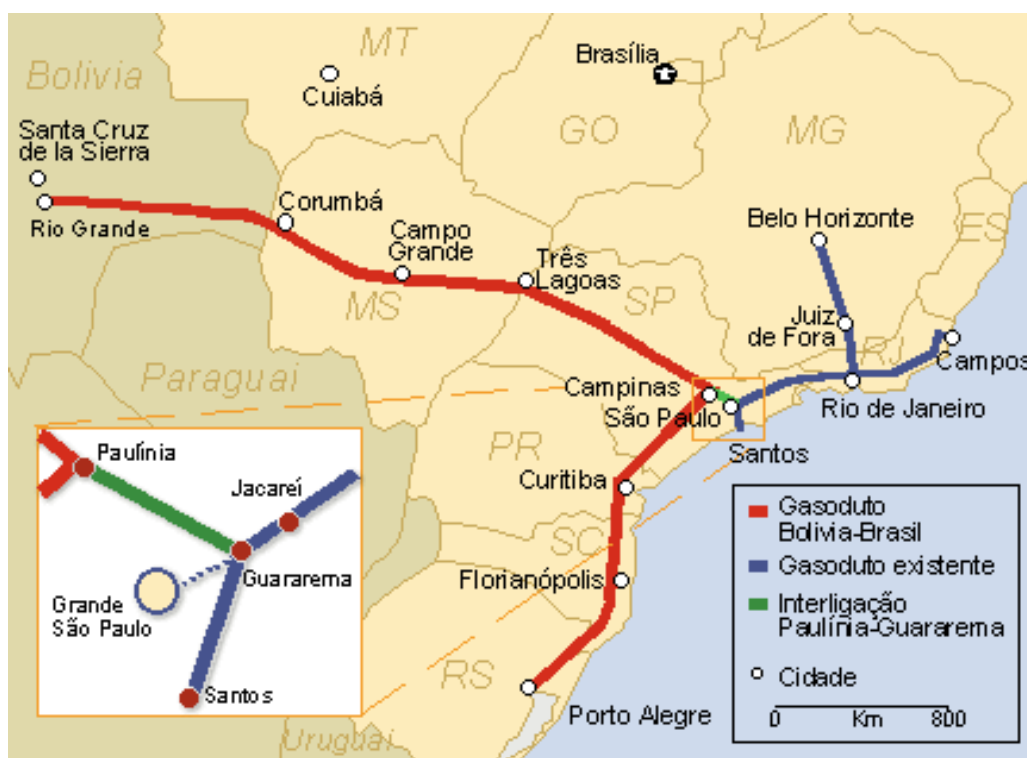 MT
Bolivia
Brasília
Cuiabá
GO
MG
Santa Cruz
de la Sierra
Rio Grande
Corumbá
Campo
Grande
MS
Três
Lagoas
SP
Belo Horizonte
ES
Juiz
de Fora
RJ
Campos
Paraguai
Campinas
São Paulo
Rio de Janeiro
Santos
PR
Curitiba
SC
Florianópolis
RS
Porto Alegre
Uruguai
Paulínia
Jacareí
Guararema
Grande
São Paulo
Santos
Gasoduto
Bolivia-Brasil
Gasoduto existente
Interligação
Paulínia-Guararema
Cidade
0 Km 800